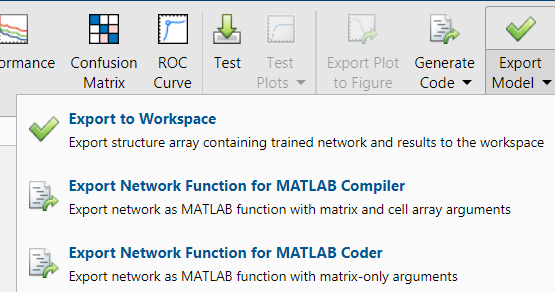 ormance
Confusion
Matrix
ROC
Curve
Test
Test
Plots
Export Plot
to Figure
Generate
Code
Export
Model
Export to Workspace
Export structure array containing trained network and results to the workspace
Export Network Function for MATLAB Compiler
Export network as MATLAB function with matrix and cell array arguments
Export Network Function for MATLAB Coder
Export network as MATLAB function with matrix-only arguments